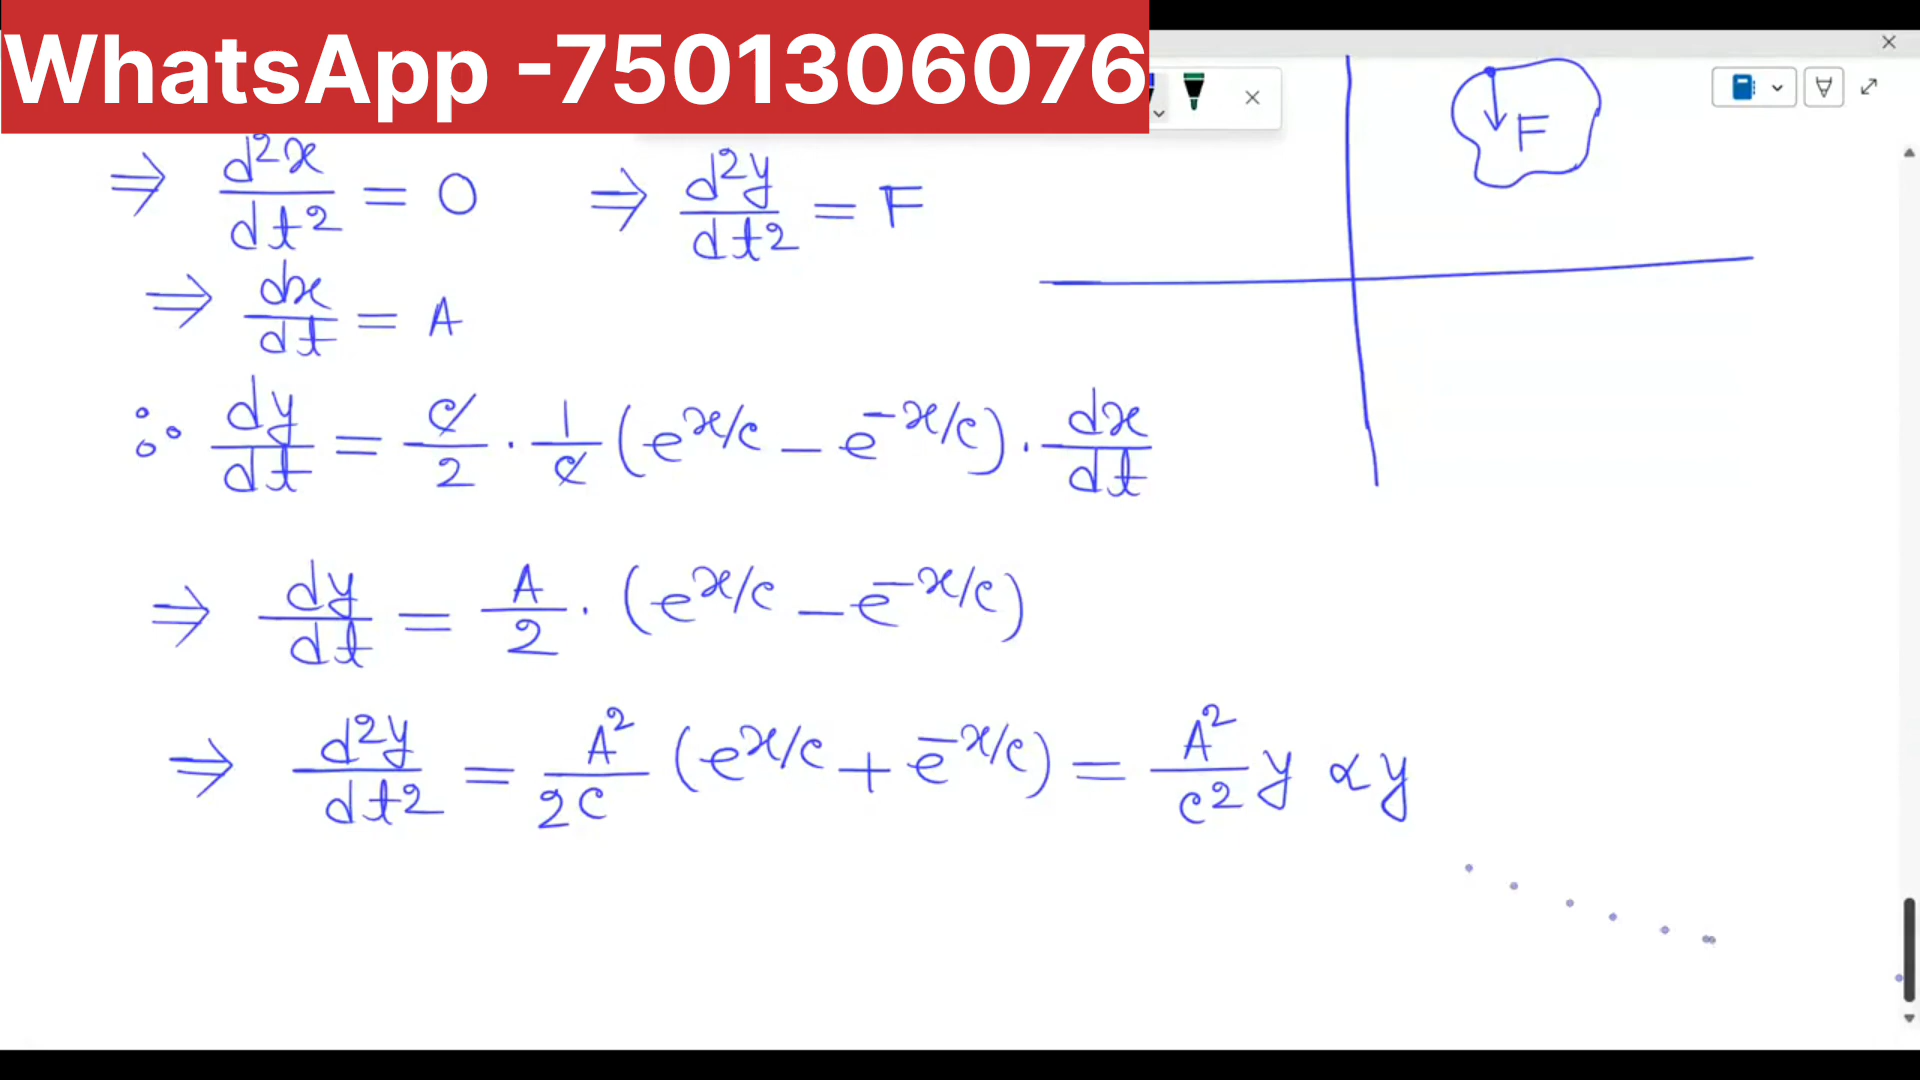 WhatsApp -7501306076
F
⇒ d²x/dt² = 0 ⇒ d²y/dt² = F
⇒ dx/dt = A
∴ dy/dt = c/2 · 1/c (e^x/c – e^-x/c) · dx/dt
⇒ dy/dt = A/2 · (e^x/c – e^-x/c)
⇒ d²y/dt² = A²/2c (e^x/c + e^-x/c) = A²/c² y ∝ y